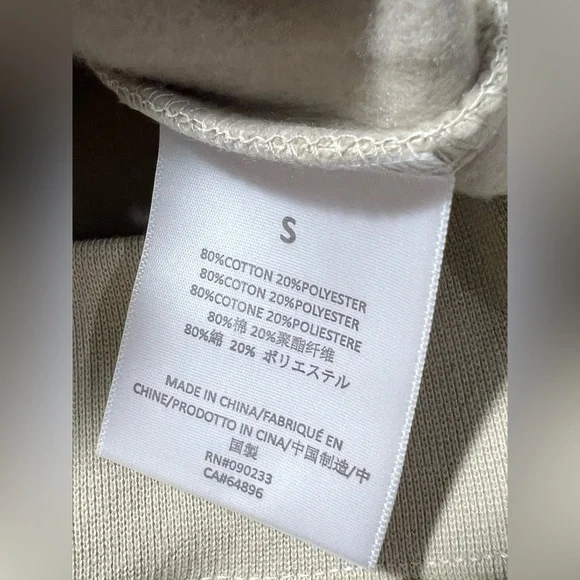 S
80%COTTON 20%POLYESTER
80%COTON 20%POLYESTER
80%COTONE 20%POLIESTERE
80%棉 20%聚酯纤维
80%綿 20% ポリエステル
MADE IN CHINA/FABRIQUÉ EN
CHINE/PRODOTTO IN CINA/中国制造/中
国製
RN#090233
CA#64896